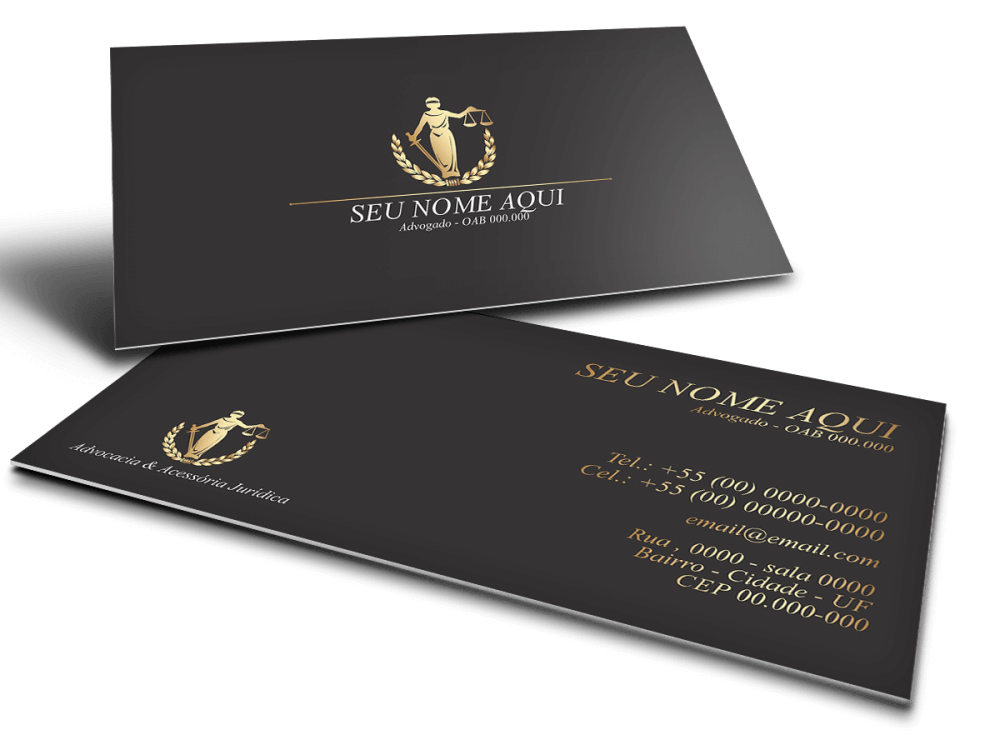 SEU NOME AQUI
Advogado - OAB 000.000
SEU NOME AQUI
Advogado - OAB 000.000
Advocacia & Acessória Jurídica
Tel.: +55 (00) 0000-0000
Cel.: +55 (00) 00000-0000
email@email.com
Rua , 0000 - sala 0000
Bairro - Cidade - UF
CEP 00.000-000